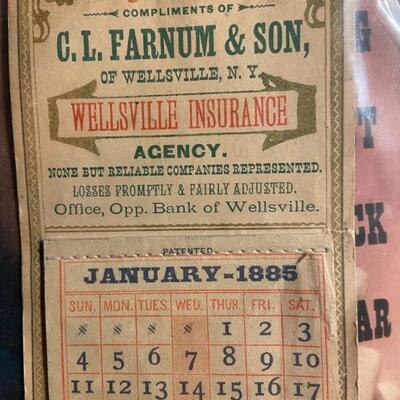 COMPLIMENTS OF
C. L. FARNUM & SON,
OF WELLSVILLE, N. Y.
WELLSVILLE INSURANCE
AGENCY.
NONE BUT RELIABLE COMPANIES REPRESENTED.
LOSSES PROMPTLY & FAIRLY ADJUSTED.
Office, Opp. Bank of Wellsville.
PATENTED
JANUARY-1885
SUN. MON. TUES. WED. THUR. FRI. SAT.
1 2 3
4 5 6 7 8 9 10
11 12 13 14 15 16 17
G
T
CK
AR